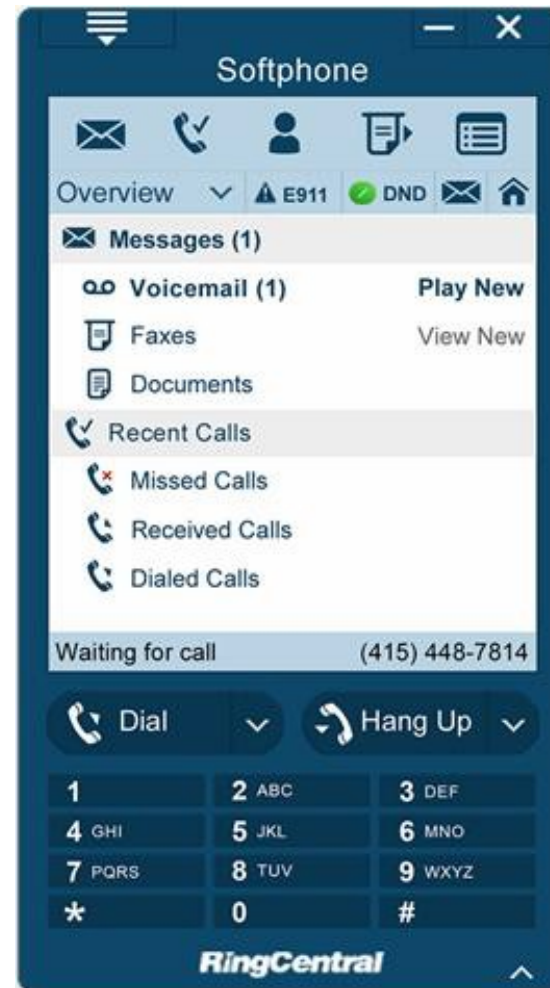 Softphone
Overview E911 DND
Messages (1)
Voicemail (1) Play New
Faxes View New
Documents
Recent Calls
Missed Calls
Received Calls
Dialed Calls
Waiting for call (415) 448-7814
Dial Hang Up
1 2 ABC 3 DEF
4 GHI 5 JKL 6 MNO
7 PQRS 8 TUV 9 WXYZ
* 0 #
RingCentral